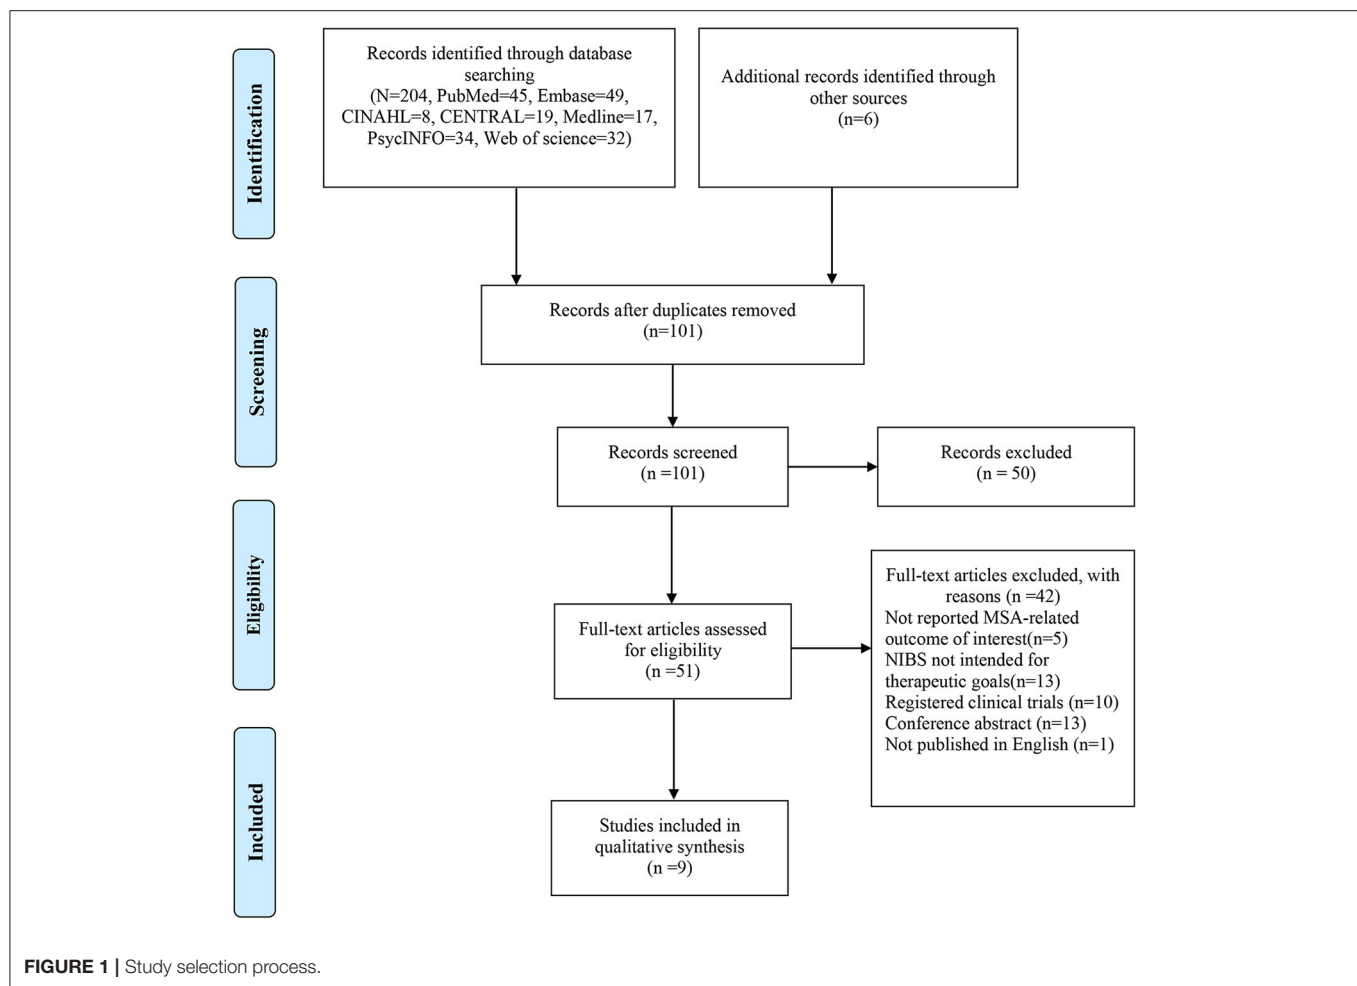 Identification
Records identified through database
searching
(N=204, PubMed=45, Embase=49,
CINAHL=8, CENTRAL=19, Medline=17,
PsycINFO=34, Web of science=32)
Additional records identified through
other sources
(n=6)
Screening
Records after duplicates removed
(n=101)
Records screened
(n =101)
Records excluded
(n = 50)
Eligibility
Full-text articles assessed
for eligibility
(n =51)
Full-text articles excluded, with
reasons (n =42)
Not reported MSA-related
outcome of interest(n=5)
NIBS not intended for
therapeutic goals(n=13)
Registered clinical trials (n=10)
Conference abstract (n=13)
Not published in English (n=1)
Included
Studies included in
qualitative synthesis
(n =9)
FIGURE 1 | Study selection process.